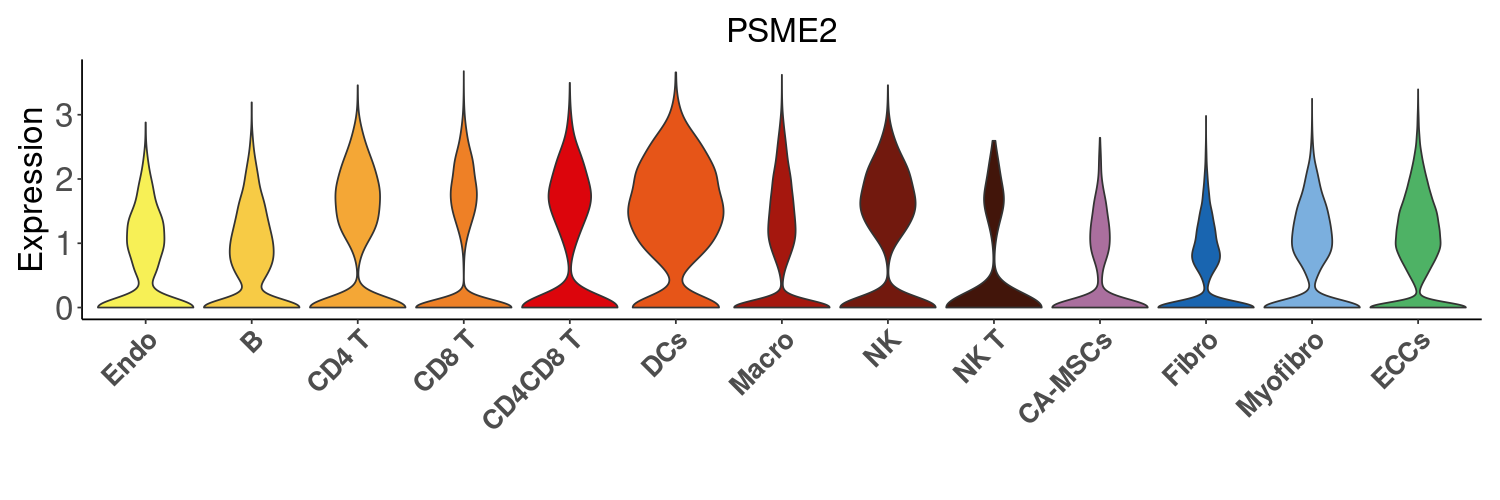 PSME2
Expression
3
2
1
0
Endo
B
CD4 T
CD8 T
CD4CD8 T
DCs
Macro
NK
NK T
CA-MSCs
Fibro
Myofibro
ECCs